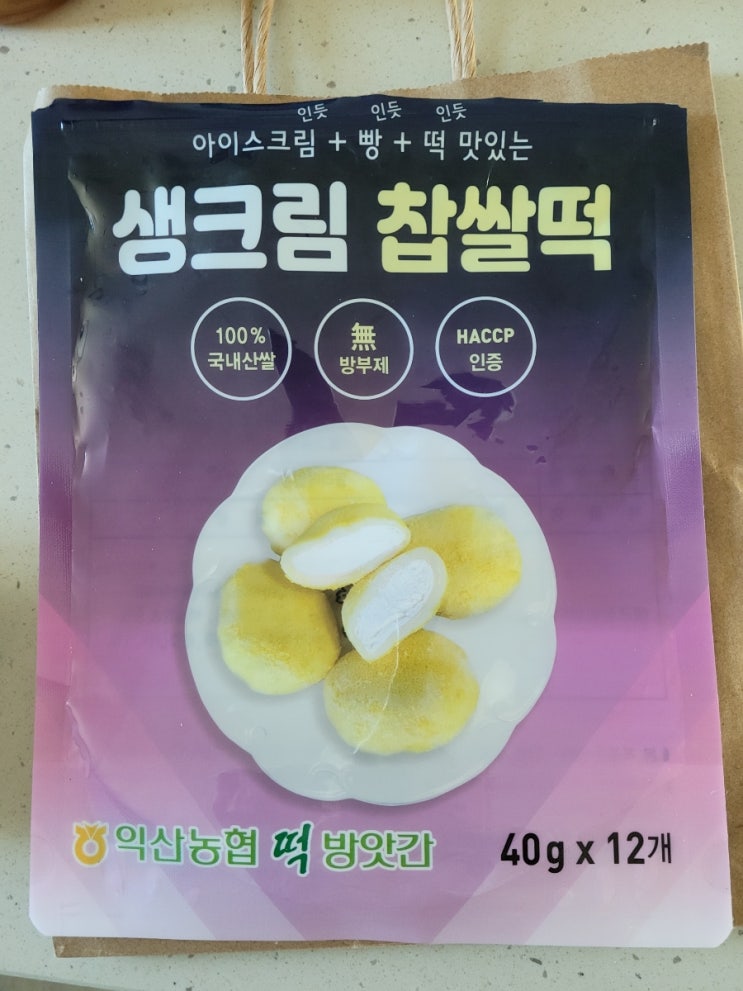 인듯 인듯 인듯
아이스크림 + 빵 + 떡 맛있는
생크림 찹쌀떡
100%
국내산쌀
無
방부제
HACCP
인증
익산농협 떡 방앗간
40g x 12개